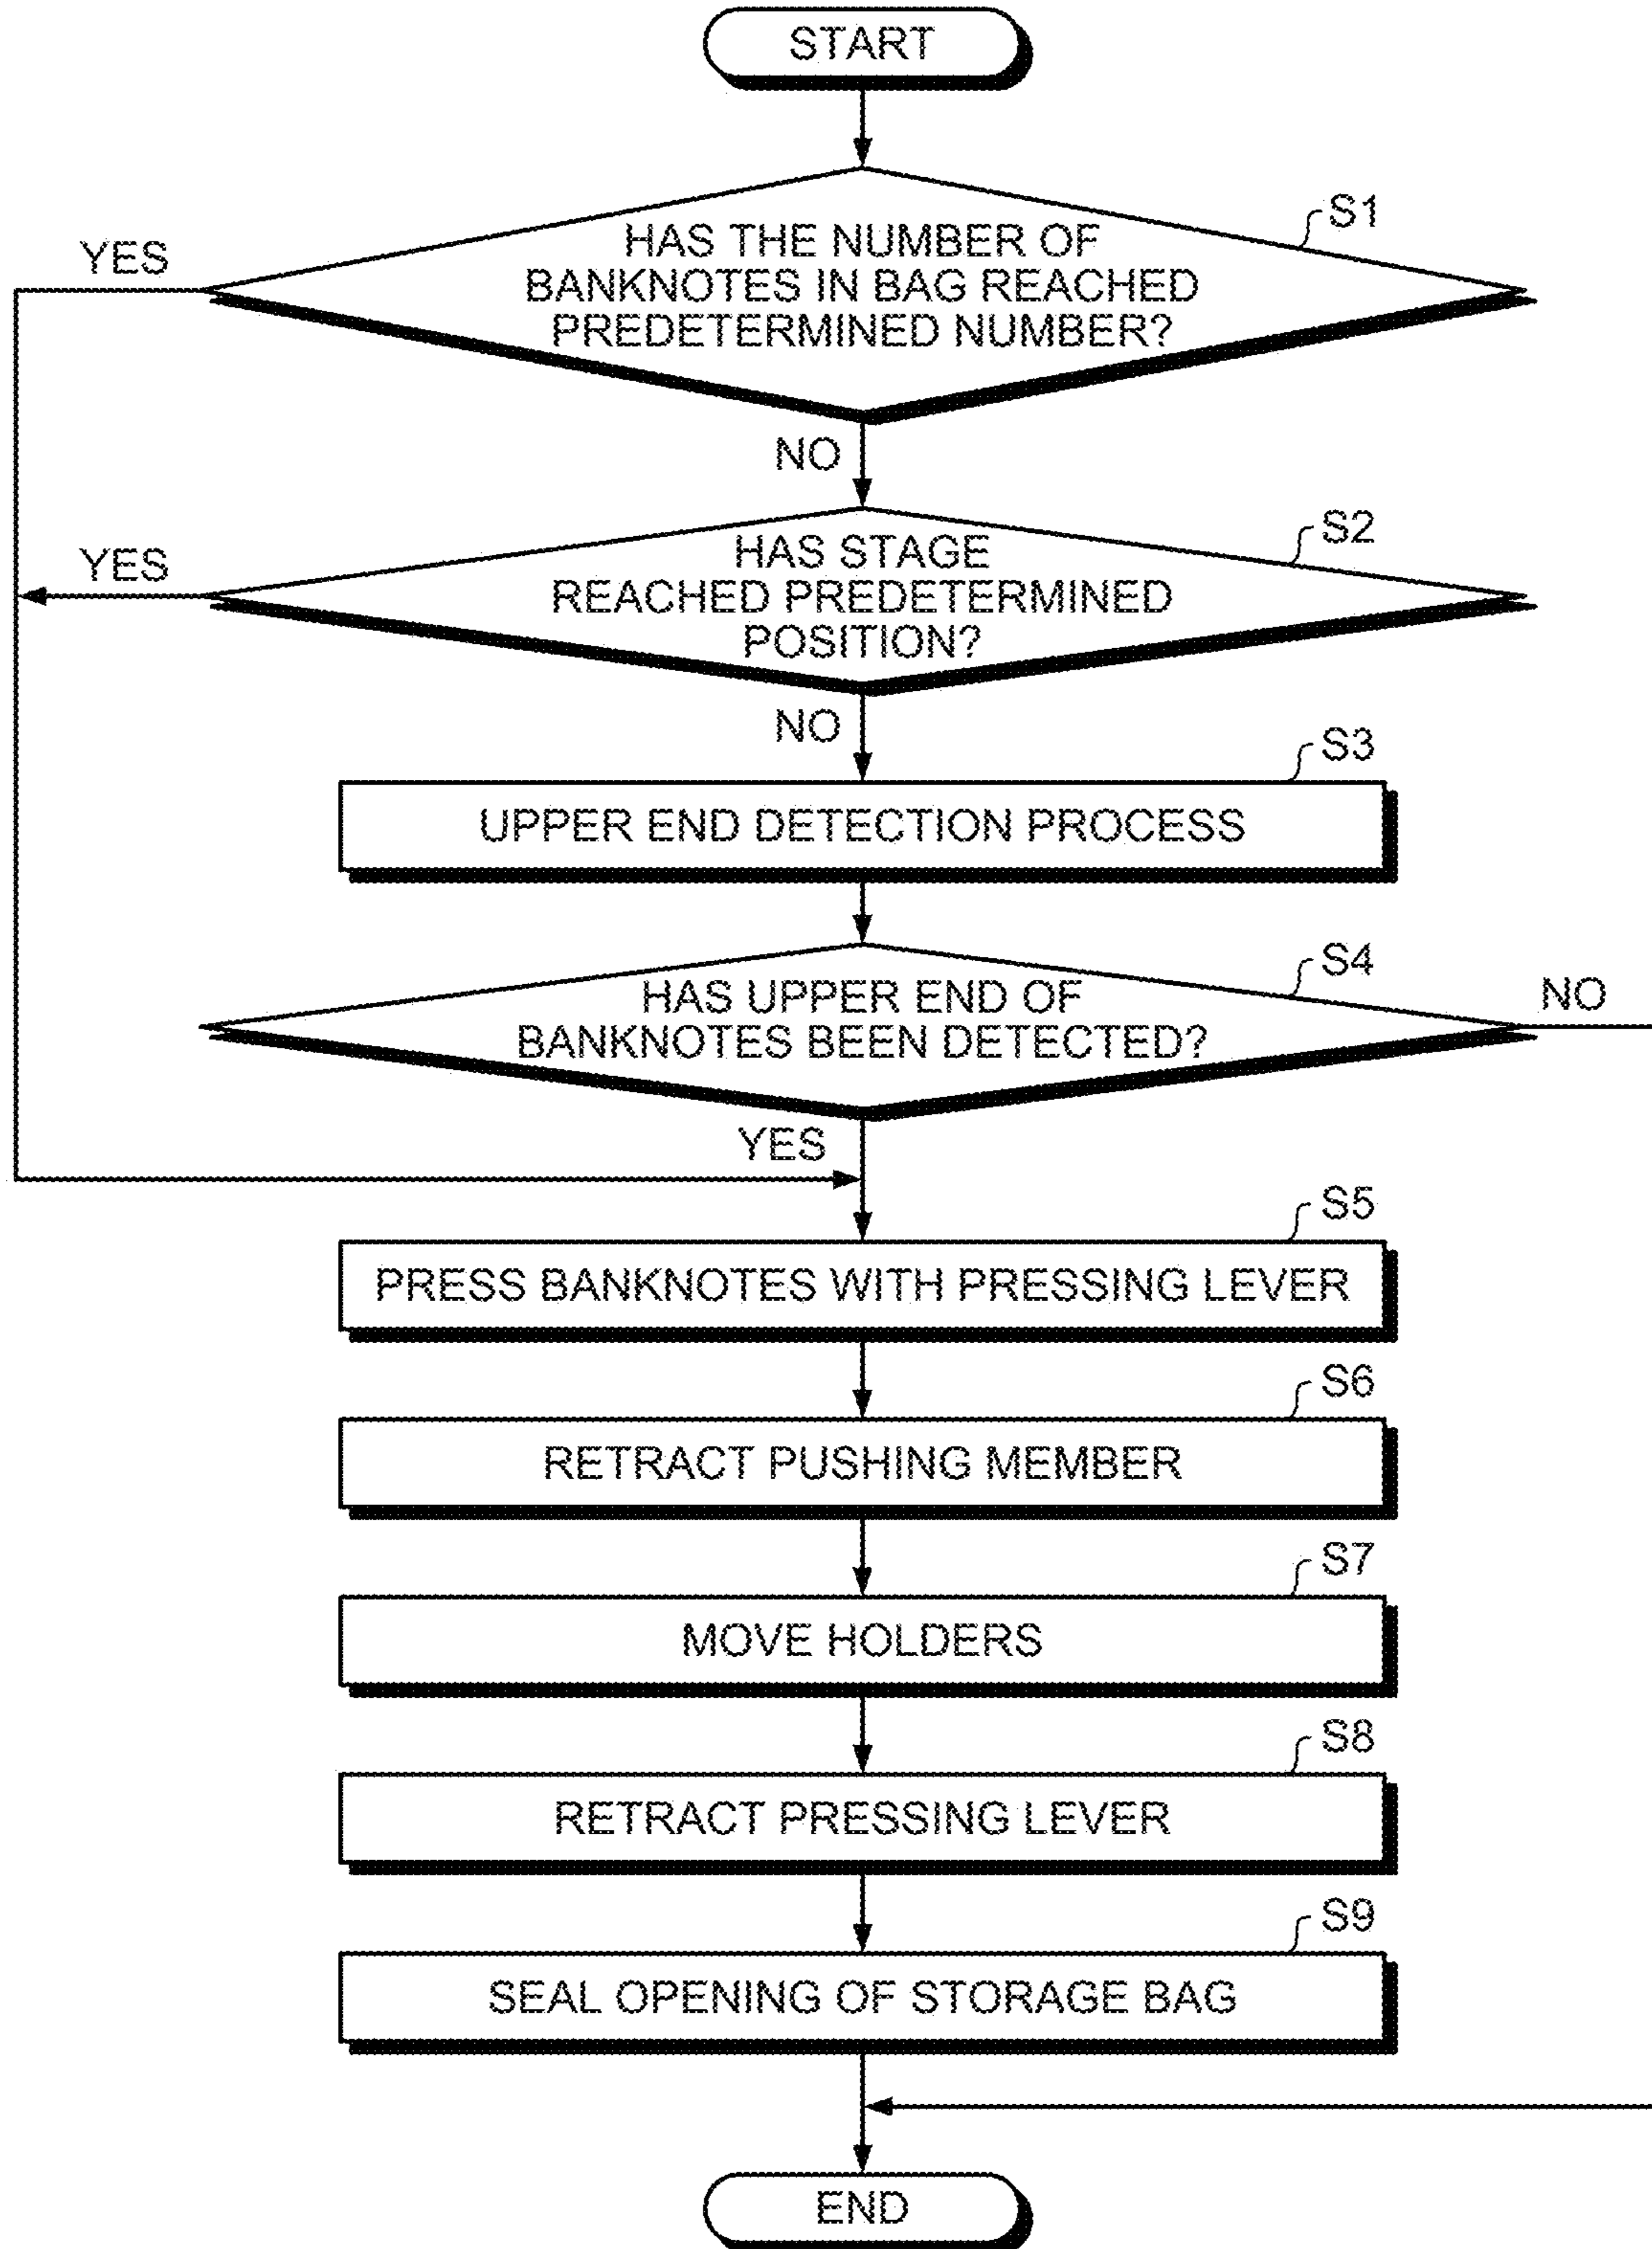 START
S1
HAS THE NUMBER OF
BANKNOTES IN BAG REACHED
PREDETERMINED NUMBER?
YES
NO
S2
HAS STAGE
REACHED PREDETERMINED
POSITION?
YES
NO
S3
UPPER END DETECTION PROCESS
S4
HAS UPPER END OF
BANKNOTES BEEN DETECTED?
NO
YES
S5
PRESS BANKNOTES WITH PRESSING LEVER
S6
RETRACT PUSHING MEMBER
S7
MOVE HOLDERS
S8
RETRACT PRESSING LEVER
S9
SEAL OPENING OF STORAGE BAG
END